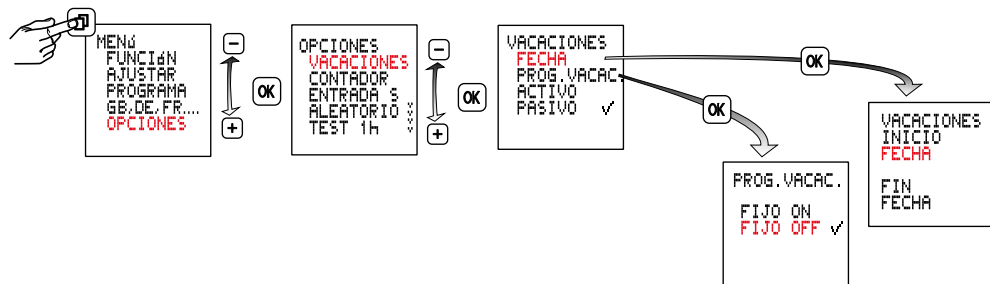 MENú
FUNCIóN
AJUSTAR
PROGRAMA
GB,DE,FR....
OPCIONES
−
+
OK
OPCIONES
VACACIONES
CONTADOR
ENTRADA S
ALEATORIO
TEST 1h
−
+
OK
VACACIONES
FECHA
PROG.VACAC.
ACTIVO
PASIVO ✓
OK
OK
PROG.VACAC.
FIJO ON
FIJO OFF ✓
VACACIONES
INICIO
FECHA
FIN
FECHA